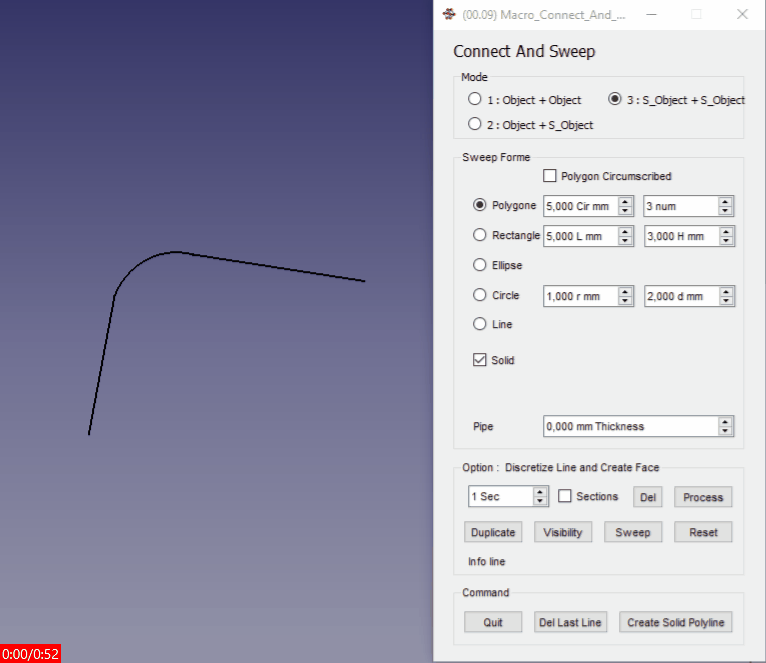 (00.09) Macro_Connect_And_...
Connect And Sweep
Mode
1 : Object + Object
3 : S_Object + S_Object
2 : Object + S_Object
Sweep Forme
Polygon Circumscribed
Polygone 5,000 Cir mm 3 num
Rectangle 5,000 L mm 3,000 H mm
Ellipse
Circle 1,000 r mm 2,000 d mm
Line
Solid
Pipe 0,000 mm Thickness
Option : Discretize Line and Create Face
1 Sec Sections Del Process
Duplicate Visibility Sweep Reset
Info line
Command
Quit Del Last Line Create Solid Polyline
0:00/0:52